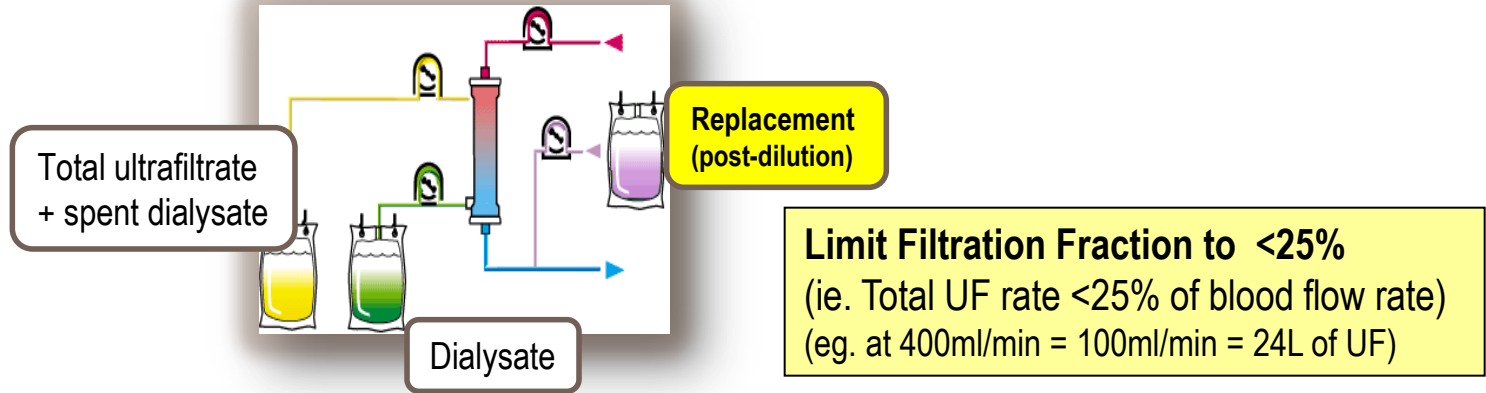 Replacement
(post-dilution)
Total ultrafiltrate
+ spent dialysate
Limit Filtration Fraction to <25%
(ie. Total UF rate <25% of blood flow rate)
(eg. at 400ml/min = 100ml/min = 24L of UF)
Dialysate